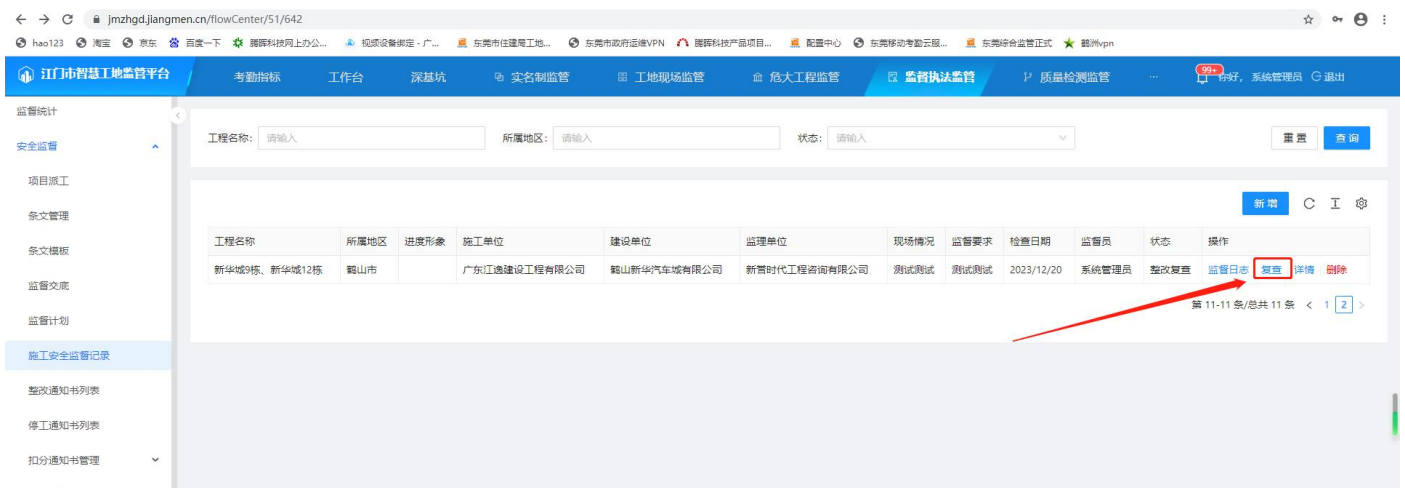 jmzhgd.jiangmen.cn/flowCenter/51/642
hao123 淘宝 京东 百度一下 腾晖科技网上办公... 视频设备绑定 - 广... 东莞市住建局工地... 东莞市政府运维VPN 腾晖科技产品项目... 配置中心 东莞移动考勤云服... 东莞综合监管正式 鹤洲vpn
江门市智慧工地监管平台 考勤指标 工作台 深基坑 实名制监管 工地现场监管 危大工程监管 监督执法监管 质量检测监管 ... 99+ 你好，系统管理员 退出
监督统计
工程名称: 请输入 所属地区: 请输入 状态: 请输入 重置 查询
安全监督
项目派工
新增
条文管理
工程名称 所属地区 进度形象 施工单位 建设单位 监理单位 现场情况 监督要求 检查日期 监督员 状态 操作
条文模板
新华城9栋、新华城12栋 鹤山市 广东江逸建设工程有限公司 鹤山新华汽车城有限公司 新誉时代工程咨询有限公司 测试测试 测试测试 2023/12/20 系统管理员 整改复查 监督日志 复查 详情 删除
监督交底
第 11-11 条/总共 11 条 < 1 2 >
监督计划
施工安全监督记录
整改通知书列表
停工通知书列表
扣分通知书管理